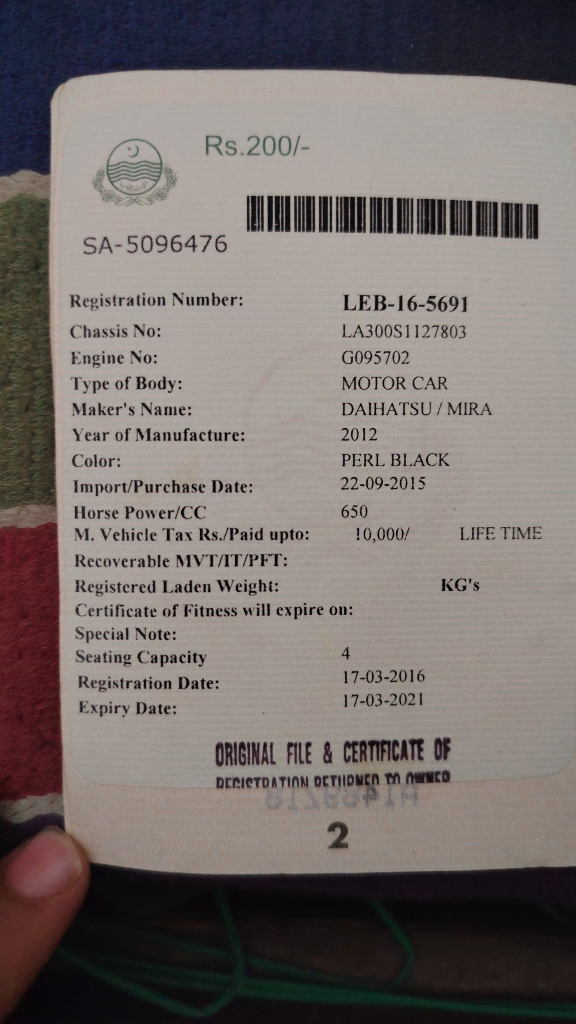 Rs.200/-
SA-5096476
Registration Number: LEB-16-5691
Chassis No: LA300S1127803
Engine No: G095702
Type of Body: MOTOR CAR
Maker's Name: DAIHATSU / MIRA
Year of Manufacture: 2012
Color: PERL BLACK
Import/Purchase Date: 22-09-2015
Horse Power/CC 650
M. Vehicle Tax Rs./Paid upto: 10,000/ LIFE TIME
Recoverable MVT/IT/PFT:
Registered Laden Weight: KG's
Certificate of Fitness will expire on:
Special Note:
Seating Capacity 4
Registration Date: 17-03-2016
Expiry Date: 17-03-2021
ORIGINAL FILE & CERTIFICATE OF
REGISTRATION RETURNED TO OWNER
2